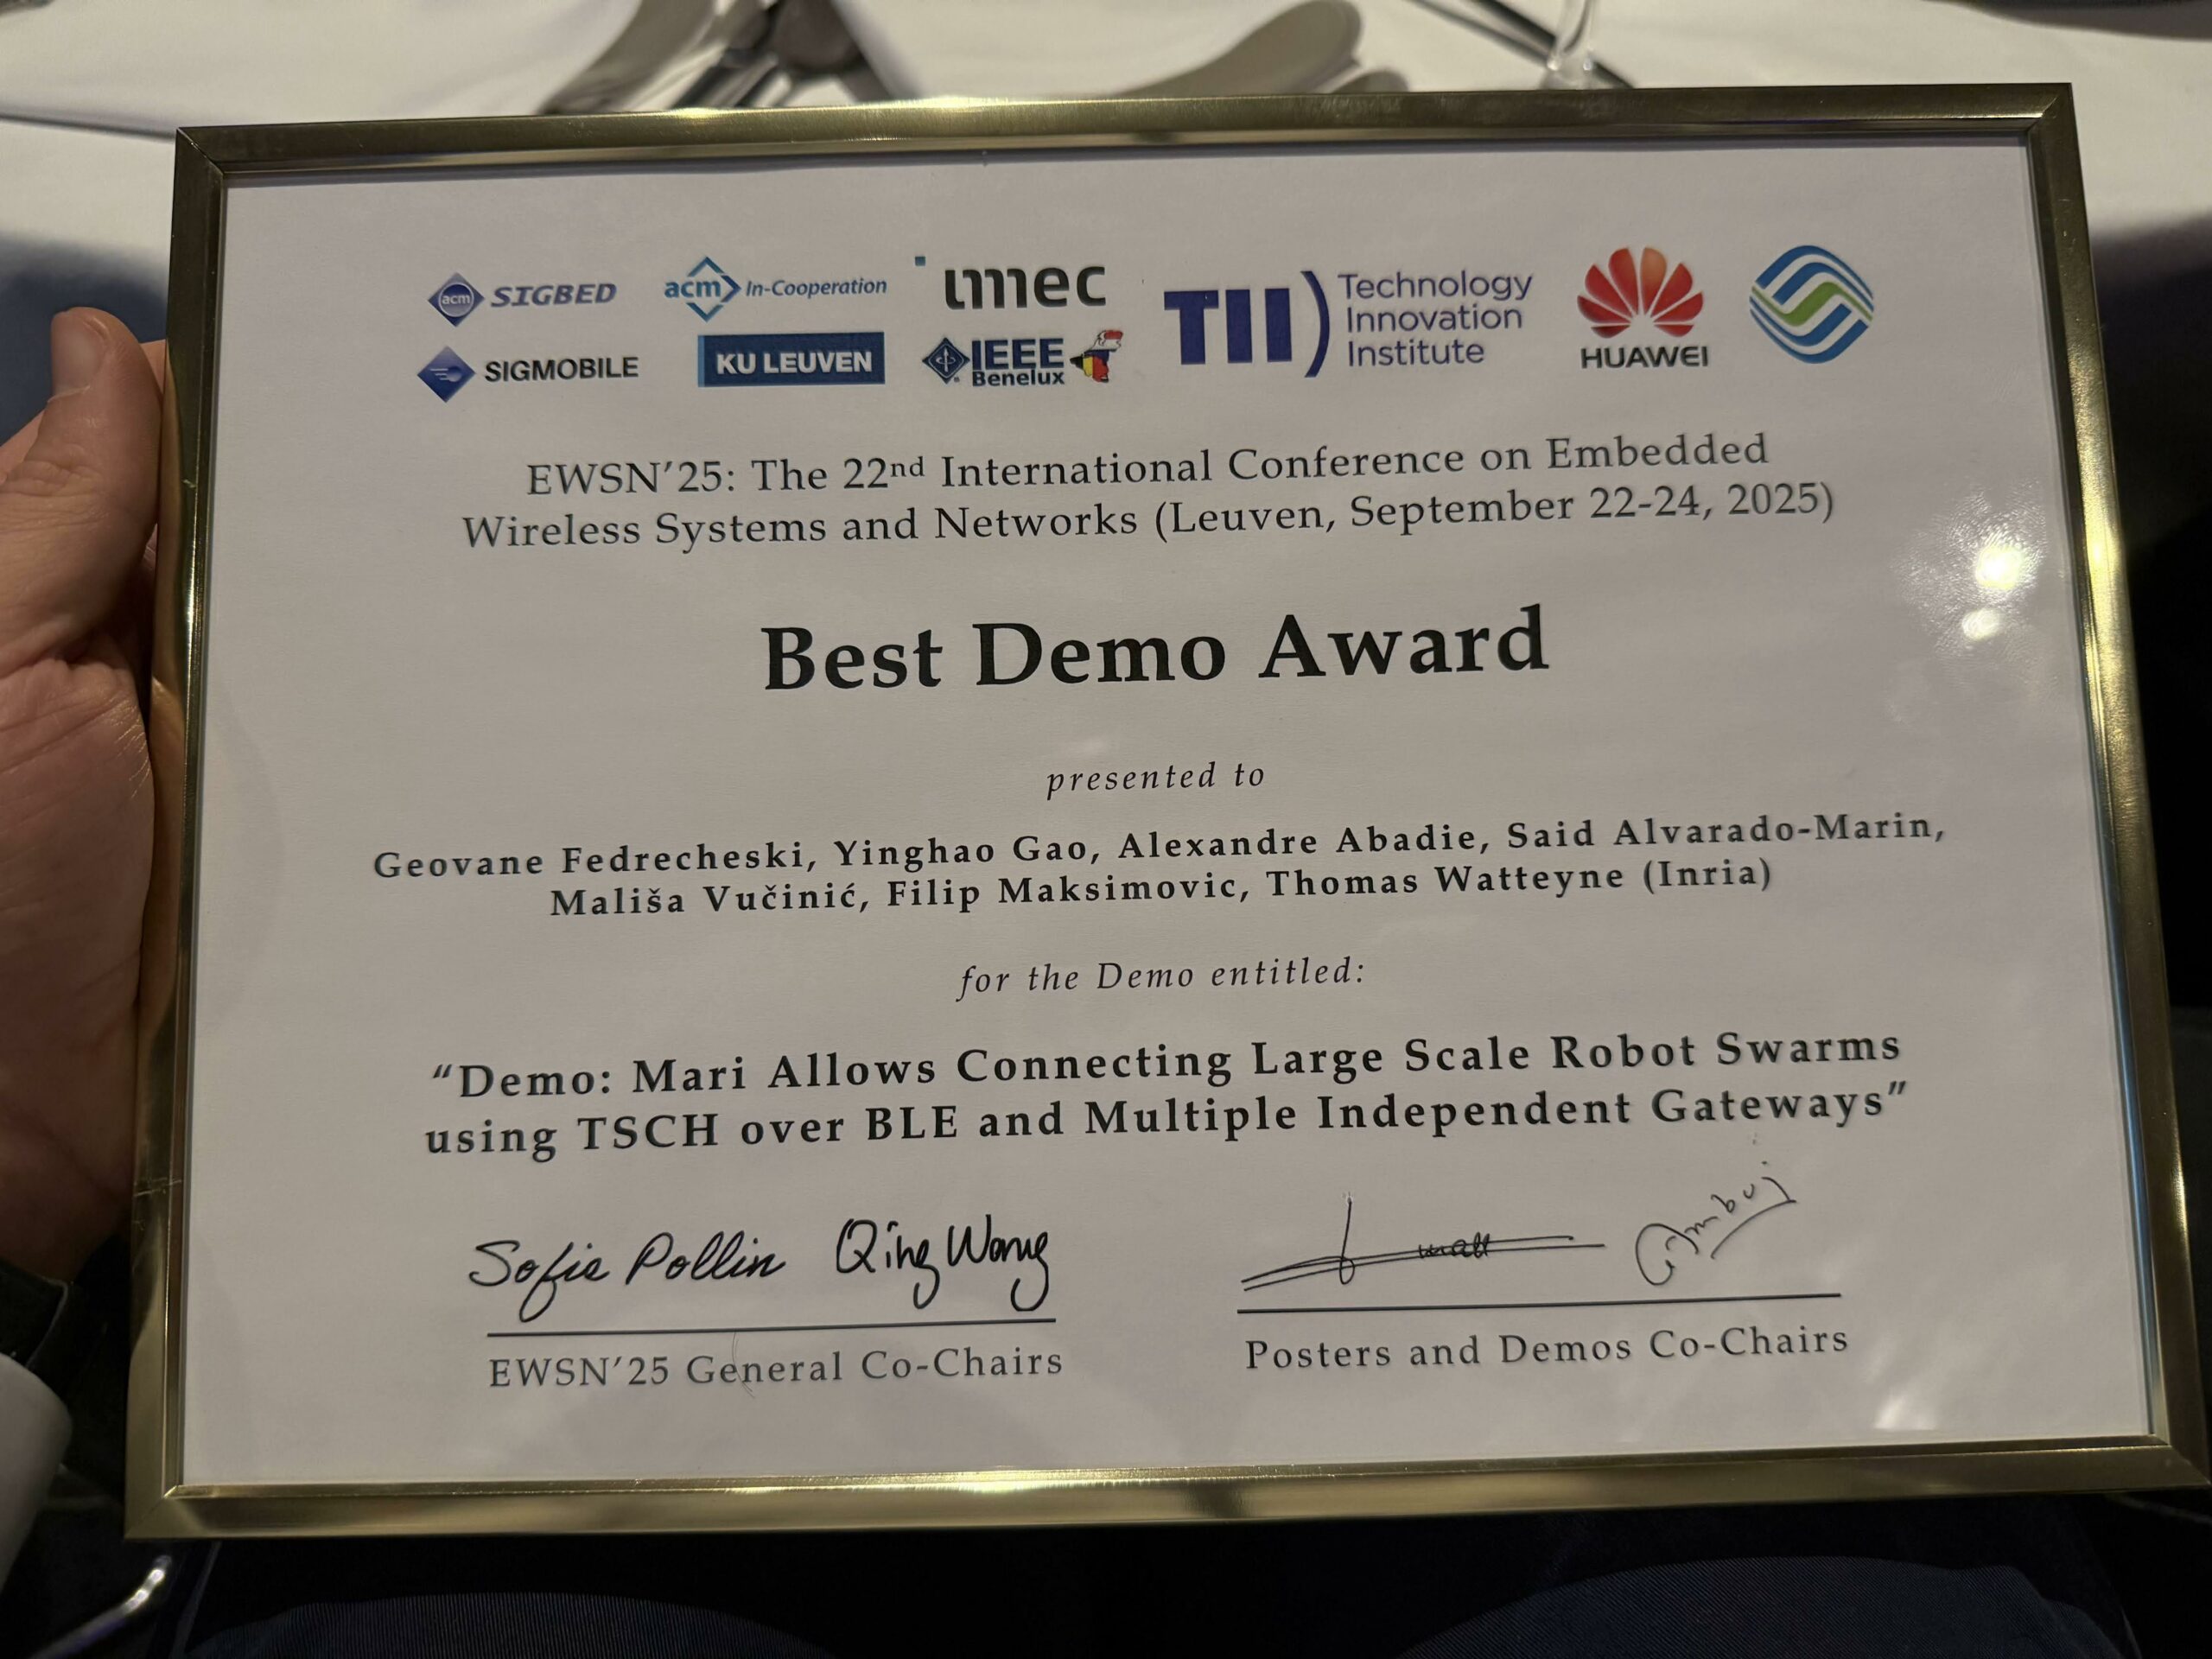 acm SIGBED
acm In-Cooperation
imec
TII Technology
Innovation
Institute
HUAWEI
SIGMOBILE
KU LEUVEN
IEEE
Benelux
EWSN’25: The 22nd International Conference on Embedded
Wireless Systems and Networks (Leuven, September 22-24, 2025)
Best Demo Award
presented to
Geovane Fedrecheski, Yinghao Gao, Alexandre Abadie, Said Alvarado-Marin,
Mališa Vučinić, Filip Maksimovic, Thomas Watteyne (Inria)
for the Demo entitled:
“Demo: Mari Allows Connecting Large Scale Robot Swarms
using TSCH over BLE and Multiple Independent Gateways”
Sofie Pollin Qing Wang
Ambuj
EWSN’25 General Co-Chairs
Posters and Demos Co-Chairs